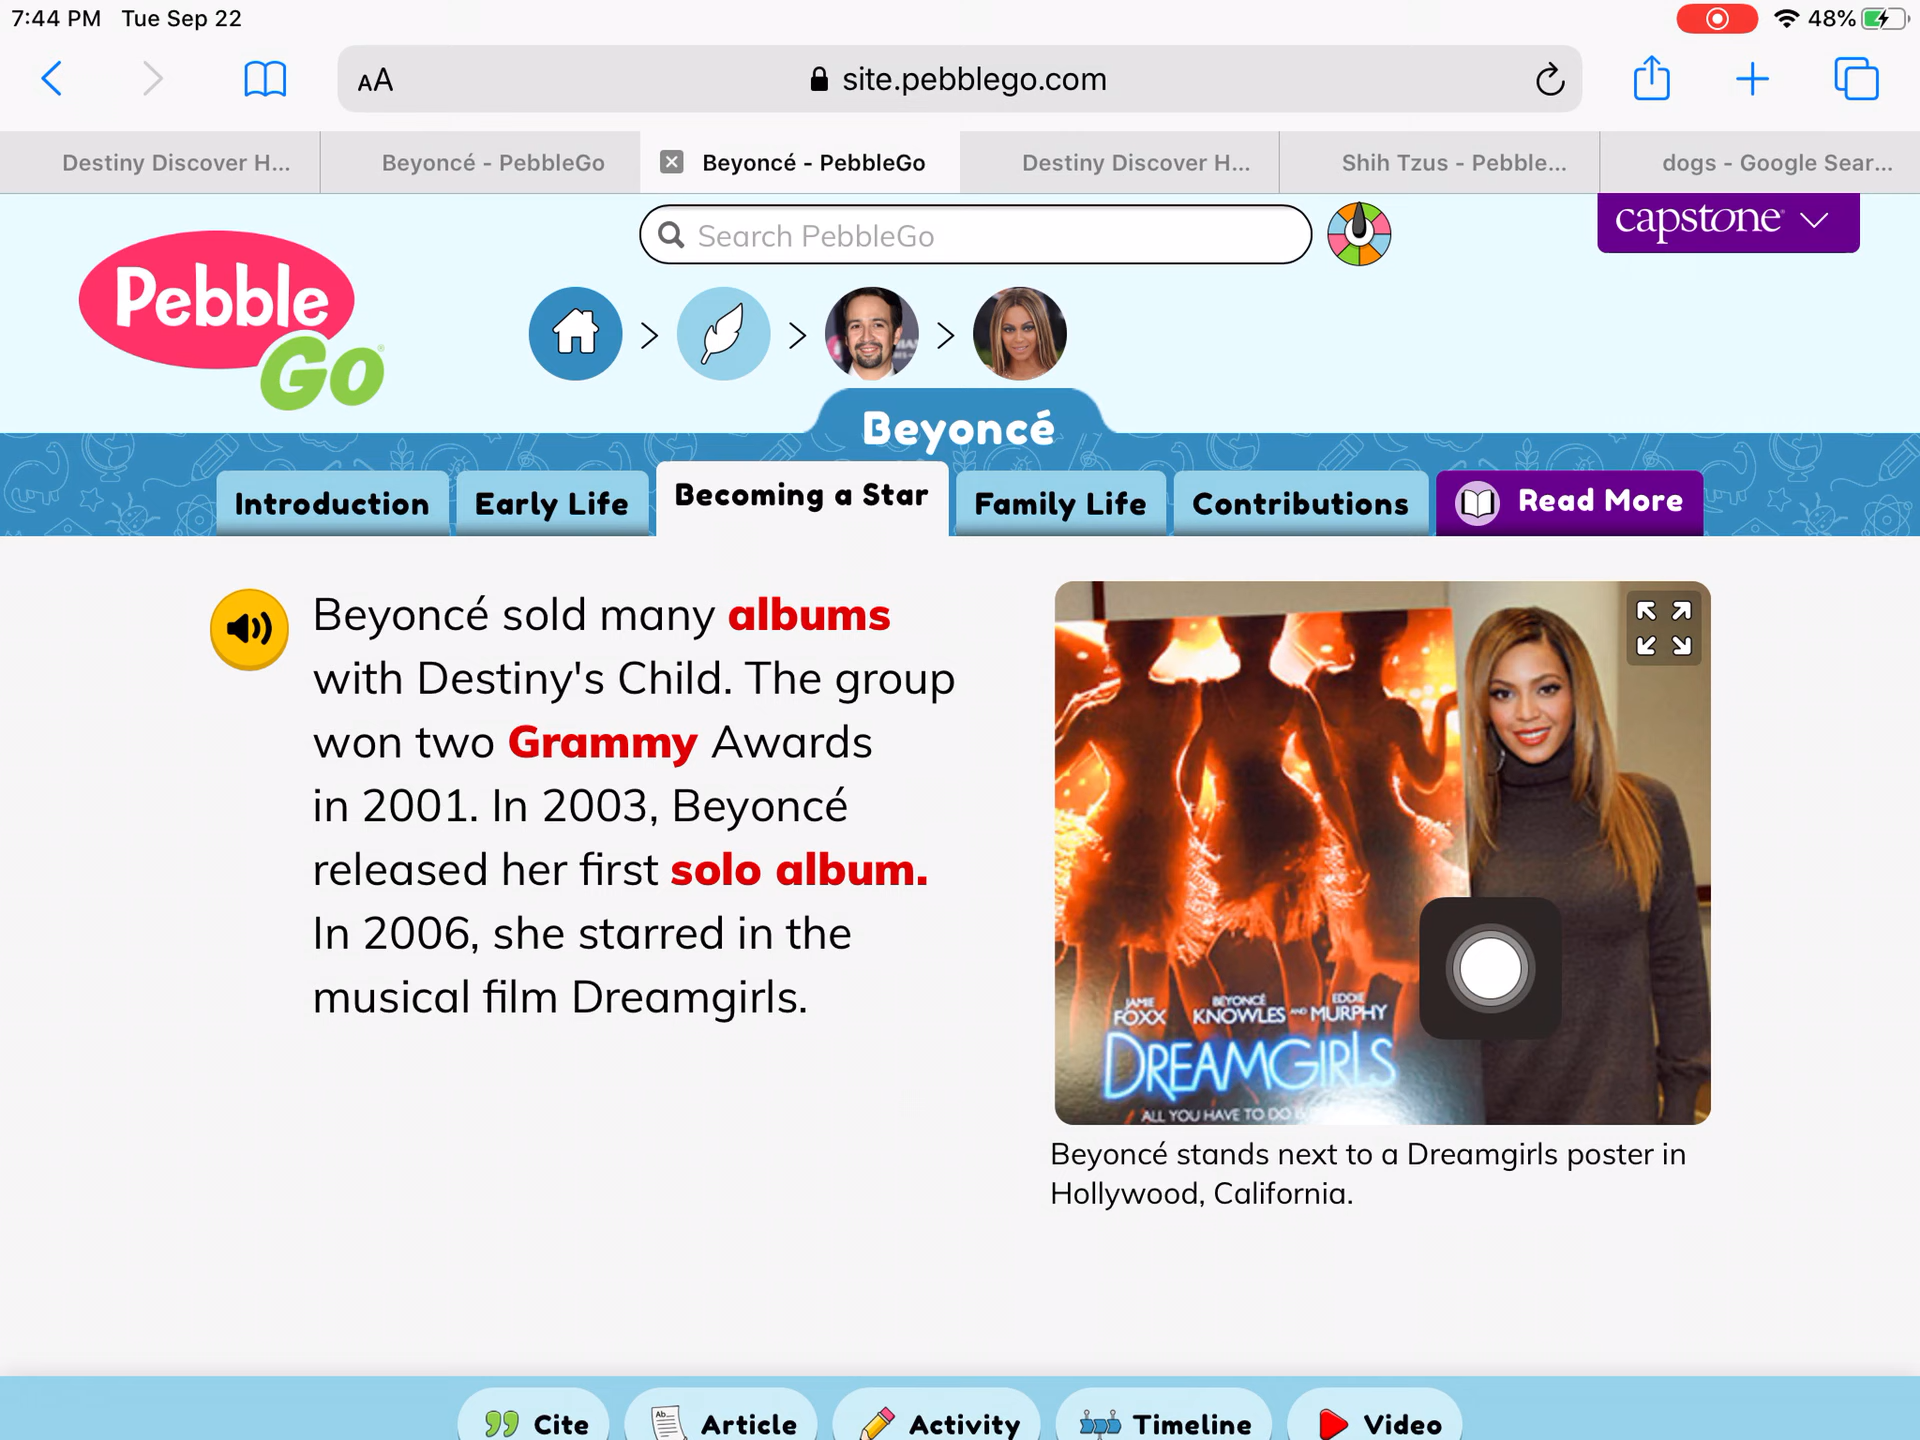 7:44 PM Tue Sep 22 48%
AA site.pebblego.com
Destiny Discover H... Beyoncé - PebbleGo Beyoncé - PebbleGo Destiny Discover H... Shih Tzus - Pebble... dogs - Google Sear...
Search PebbleGo capstone
Pebble
Go
Beyoncé
Introduction Early Life Becoming a Star Family Life Contributions Read More
Beyoncé sold many albums
with Destiny's Child. The group
won two Grammy Awards
in 2001. In 2003, Beyoncé
released her first solo album.
In 2006, she starred in the
musical film Dreamgirls.
JAMIE FOXX BEYONCÉ KNOWLES AND EDDIE MURPHY
DREAMGIRLS
ALL YOU HAVE TO DO
Beyoncé stands next to a Dreamgirls poster in
Hollywood, California.
Cite Article Activity Timeline Video